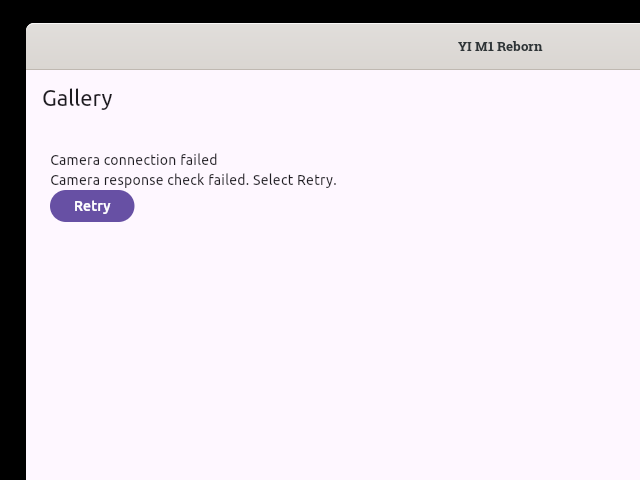 YI M1 Reborn
Gallery
Camera connection failed
Camera response check failed. Select Retry.
Retry